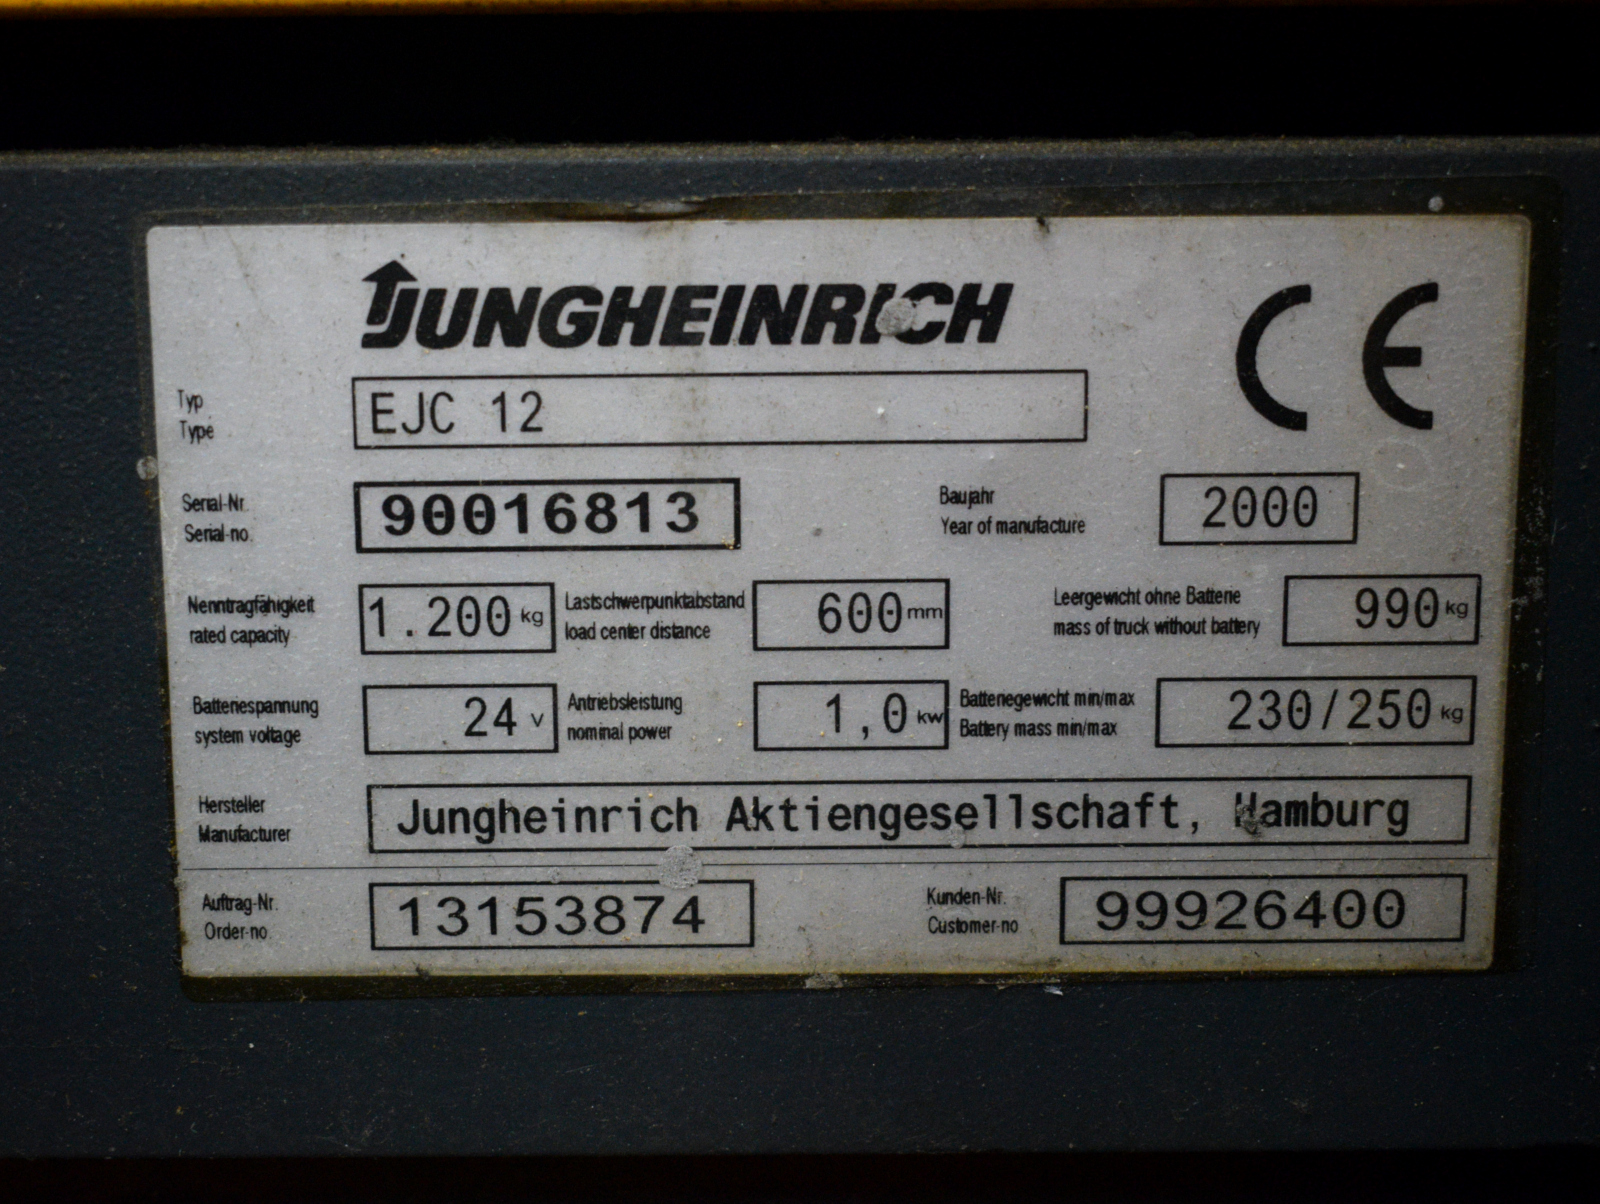 JUNGHEINRICH
CE
Typ
Type
EJC 12
Serial-Nr.
Serial-no.
90016813
Baujahr
Year of manufacture
2000
Nenntragfähigkeit
rated capacity
1.200 kg
Lastschwerpunktabstand
load center distance
600 mm
Leergewicht ohne Batterie
mass of truck without battery
990 kg
Batteriespannung
system voltage
24 V
Antriebsleistung
nominal power
1,0 kW
Batteriegewicht min/max
Battery mass min/max
230/250 kg
Hersteller
Manufacturer
Jungheinrich Aktiengesellschaft, Hamburg
Auftrag-Nr.
Order-no.
13153874
Kunden-Nr.
Customer-no
99926400